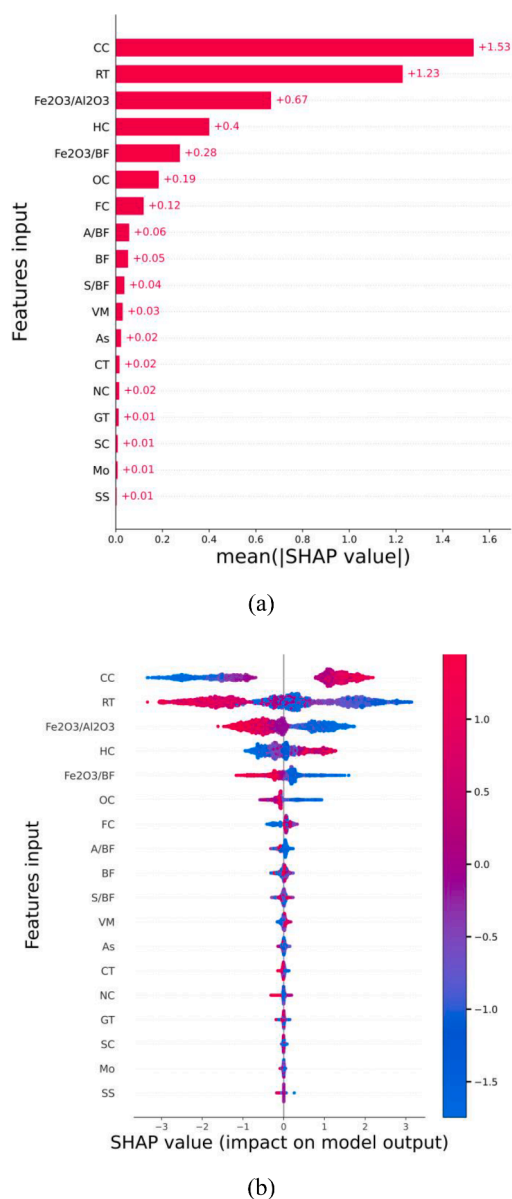 CC +1.53
RT +1.23
Fe2O3/Al2O3 +0.67
HC +0.4
Fe2O3/BF +0.28
OC +0.19
FC +0.12
A/BF +0.06
BF +0.05
S/BF +0.04
VM +0.03
As +0.02
CT +0.02
NC +0.02
GT +0.01
SC +0.01
Mo +0.01
SS +0.01
Features input
0.0 0.2 0.4 0.6 0.8 1.0 1.2 1.4 1.6
mean(|SHAP value|)
(a)
CC
RT
Fe2O3/Al2O3
HC
Fe2O3/BF
OC
FC
A/BF
BF
S/BF
VM
As
CT
NC
GT
SC
Mo
SS
Features input
1.0
0.5
0.0
−0.5
−1.0
−1.5
−3 −2 −1 0 1 2 3
SHAP value (impact on model output)
(b)